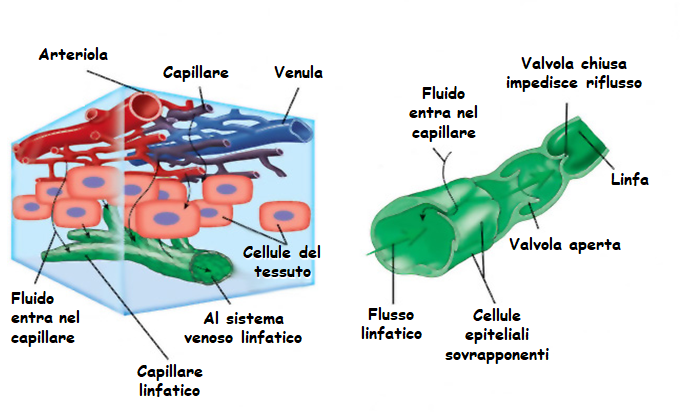 Arteriola
Capillare
Venula
Cellule del
tessuto
Fluido
entra nel
capillare
Al sistema
venoso linfatico
Capillare
linfatico
Valvola chiusa
impedisce riflusso
Fluido
entra nel
capillare
Linfa
Valvola aperta
Flusso
linfatico
Cellule
epiteliali
sovrapponenti